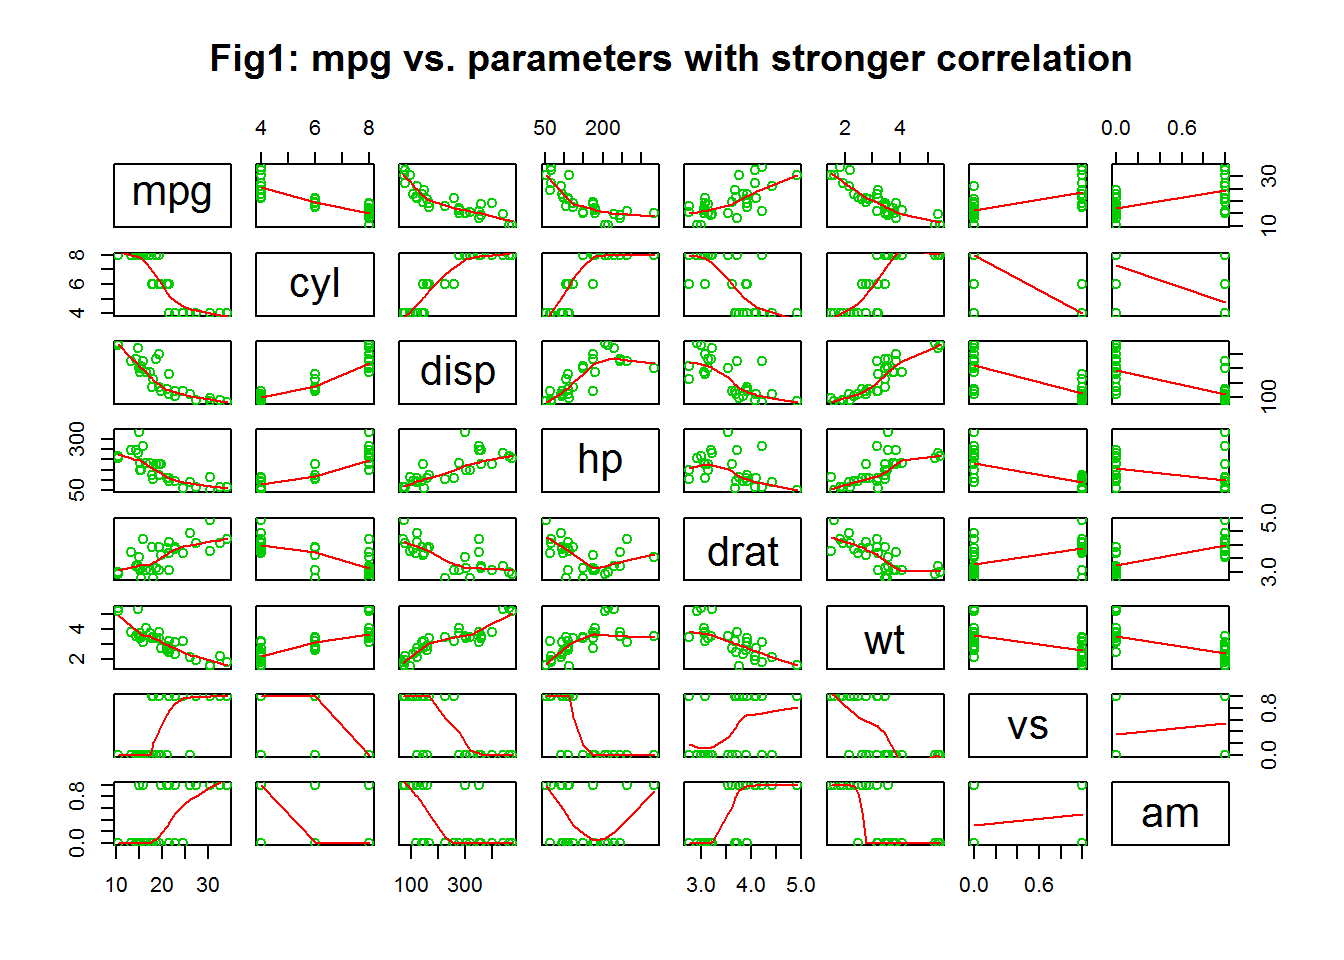 Fig1: mpg vs. parameters with stronger correlation
4 6 8 50 200 2 4 0.0 0.6
mpg 10 30
4 6 8 cyl
disp 100
50 300 hp
drat 3.0 5.0
2 4 wt
vs 0.0 0.8
0.0 0.8 am
10 20 30 100 300 3.0 4.0 5.0 0.0 0.6